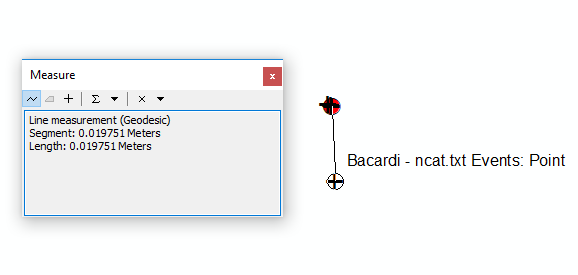 Measure
Line measurement (Geodesic)
Segment: 0.019751 Meters
Length: 0.019751 Meters
Bacardi - ncat.txt Events: Point